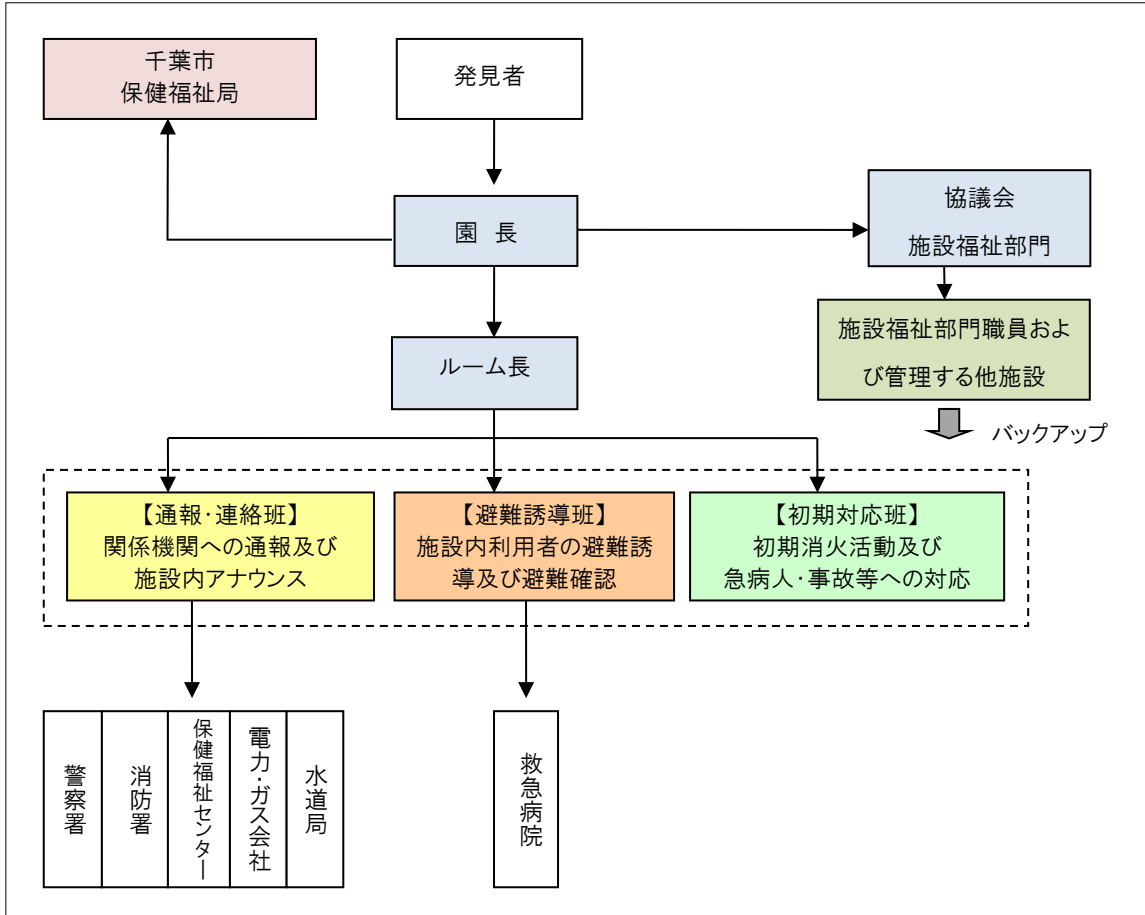 千葉市
保健福祉局
発見者
園 長
協議会
施設福祉部門
施設福祉部門職員およ
び管理する他施設
ルーム長
バックアップ
【通報・連絡班】
関係機関への通報及び
施設内アナウンス
【避難誘導班】
施設内利用者の避難誘
導及び避難確認
【初期対応班】
初期消火活動及び
急病人・事故等への対応
警察署
消防署
保健福祉センター
電力・ガス会社
水道局
救急病院